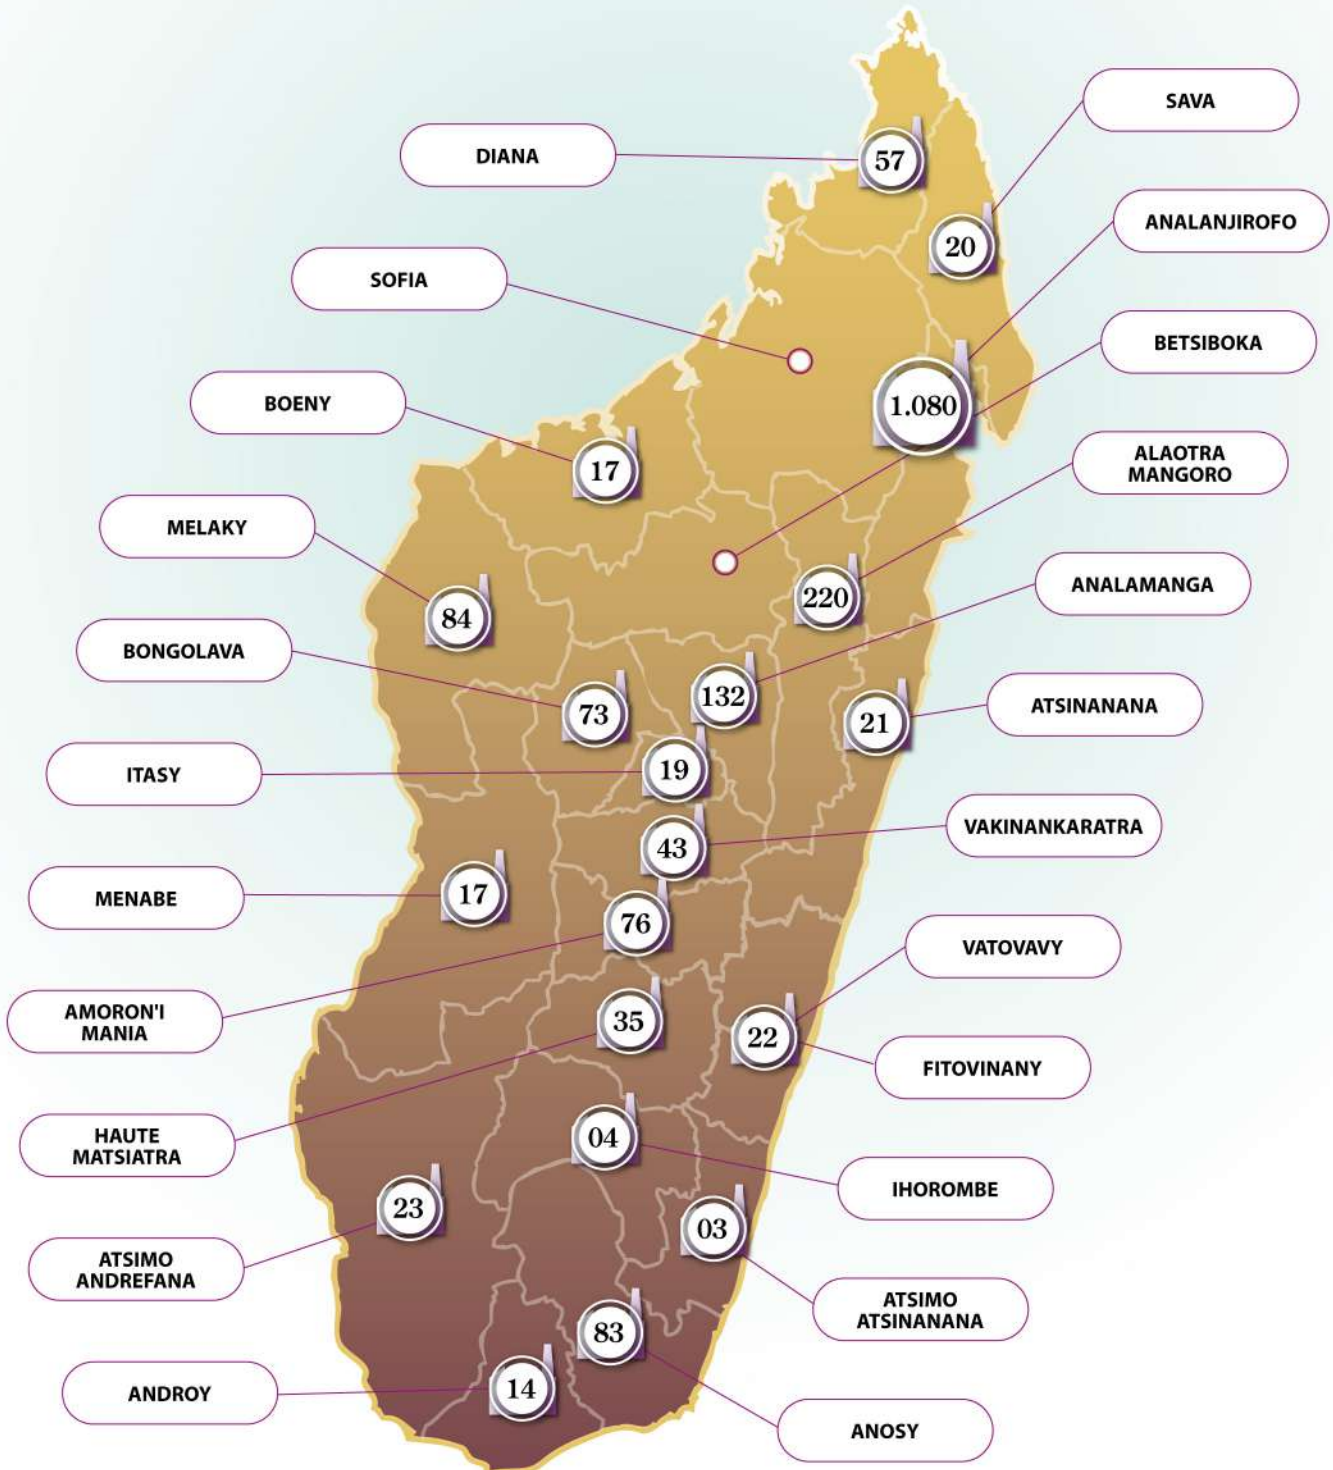 SAVA
DIANA
57
ANALANJIROFO
20
SOFIA
BETSIBOKA
BOENY
1.080
ALAOTRA
MANGORO
17
MELAKY
ANALAMANGA
220
84
BONGOLAVA
132
ATSINANANA
73
21
ITASY
19
VAKINANKARATRA
43
MENABE
17
76
VATOVAVY
AMORON'I
MANIA
35
22
FITOVINANY
HAUTE
MATSIATRA
04
IHOROMBE
23
03
ATSIMO
ANDREFANA
ATSIMO
ATSINANANA
83
ANDROY
14
ANOSY